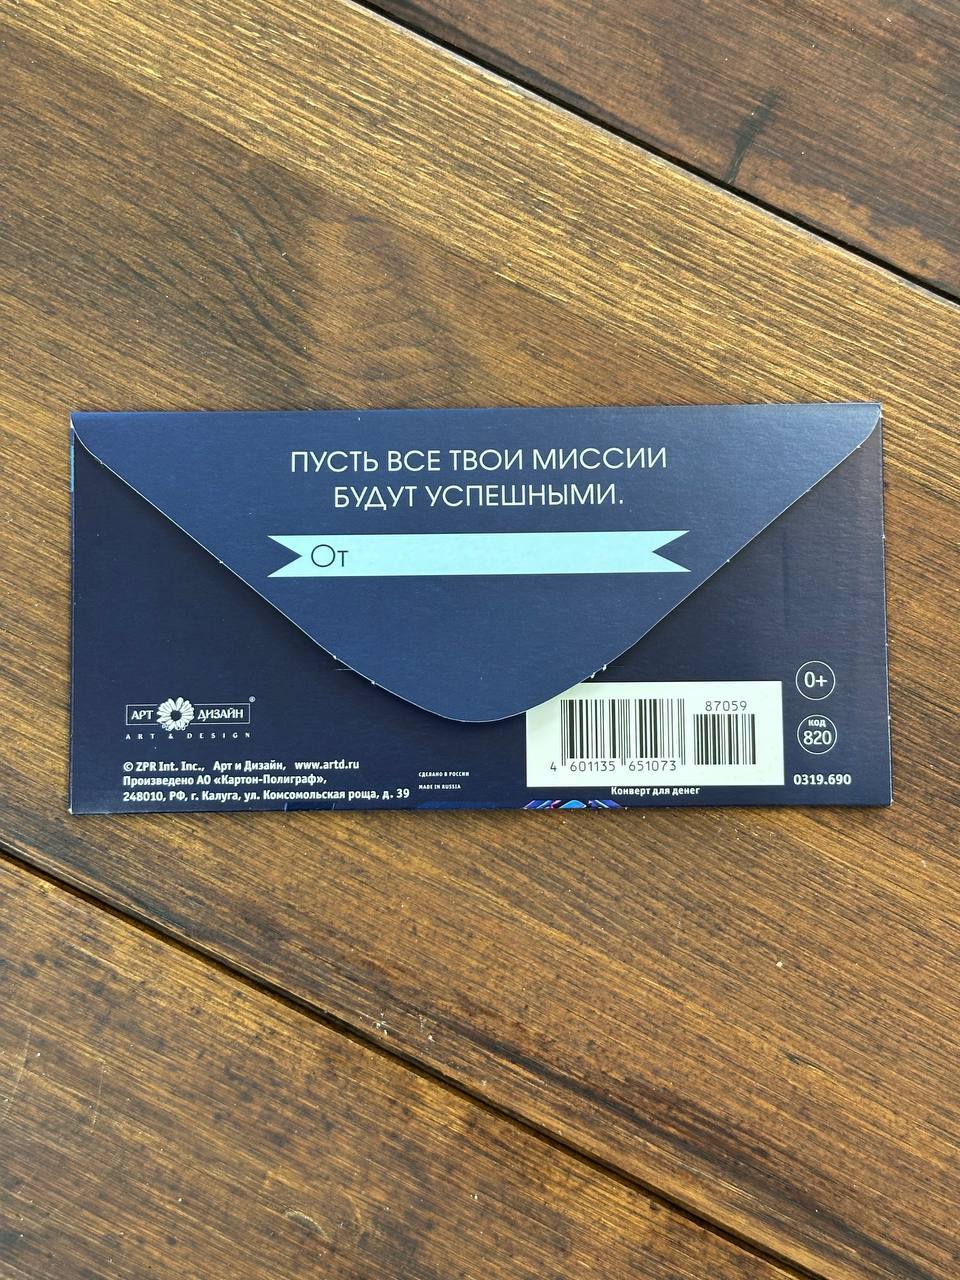 ПУСТЬ ВСЕ ТВОИ МИССИИ
БУДУТ УСПЕШНЫМИ.
От
АРТ ДИЗАЙН ®
ART & DESIGN
© ZPR Int. Inc., Арт и Дизайн, www.artd.ru
Произведено АО «Картон-Полиграф»,
248010, РФ, г. Калуга, ул. Комсомольская роща, д. 39
СДЕЛАНО В РОССИИ
MADE IN RUSSIA
87059
4 601135 651073
Конверт для денег
0+
код
820
0319.690